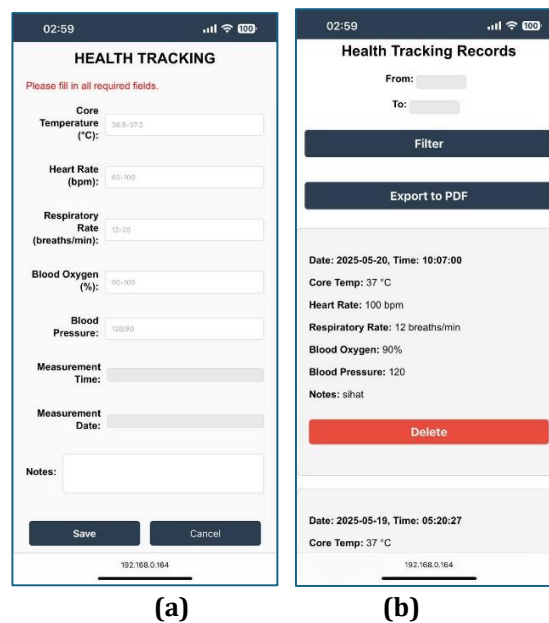 02:59
100
HEALTH TRACKING
Please fill in all required fields.
Core
Temperature
(°C):
36.5-37.3
Heart Rate
(bpm):
60-100
Respiratory
Rate
(breaths/min):
12-20
Blood Oxygen
(%):
90-100
Blood
Pressure:
120/80
Measurement
Time:
Measurement
Date:
Notes:
Save
Cancel
192.168.0.164
(a)
02:59
100
Health Tracking Records
From:
To:
Filter
Export to PDF
Date: 2025-05-20, Time: 10:07:00
Core Temp: 37 °C
Heart Rate: 100 bpm
Respiratory Rate: 12 breaths/min
Blood Oxygen: 90%
Blood Pressure: 120
Notes: sihat
Delete
Date: 2025-05-19, Time: 05:20:27
Core Temp: 37 °C
192.168.0.164
(b)